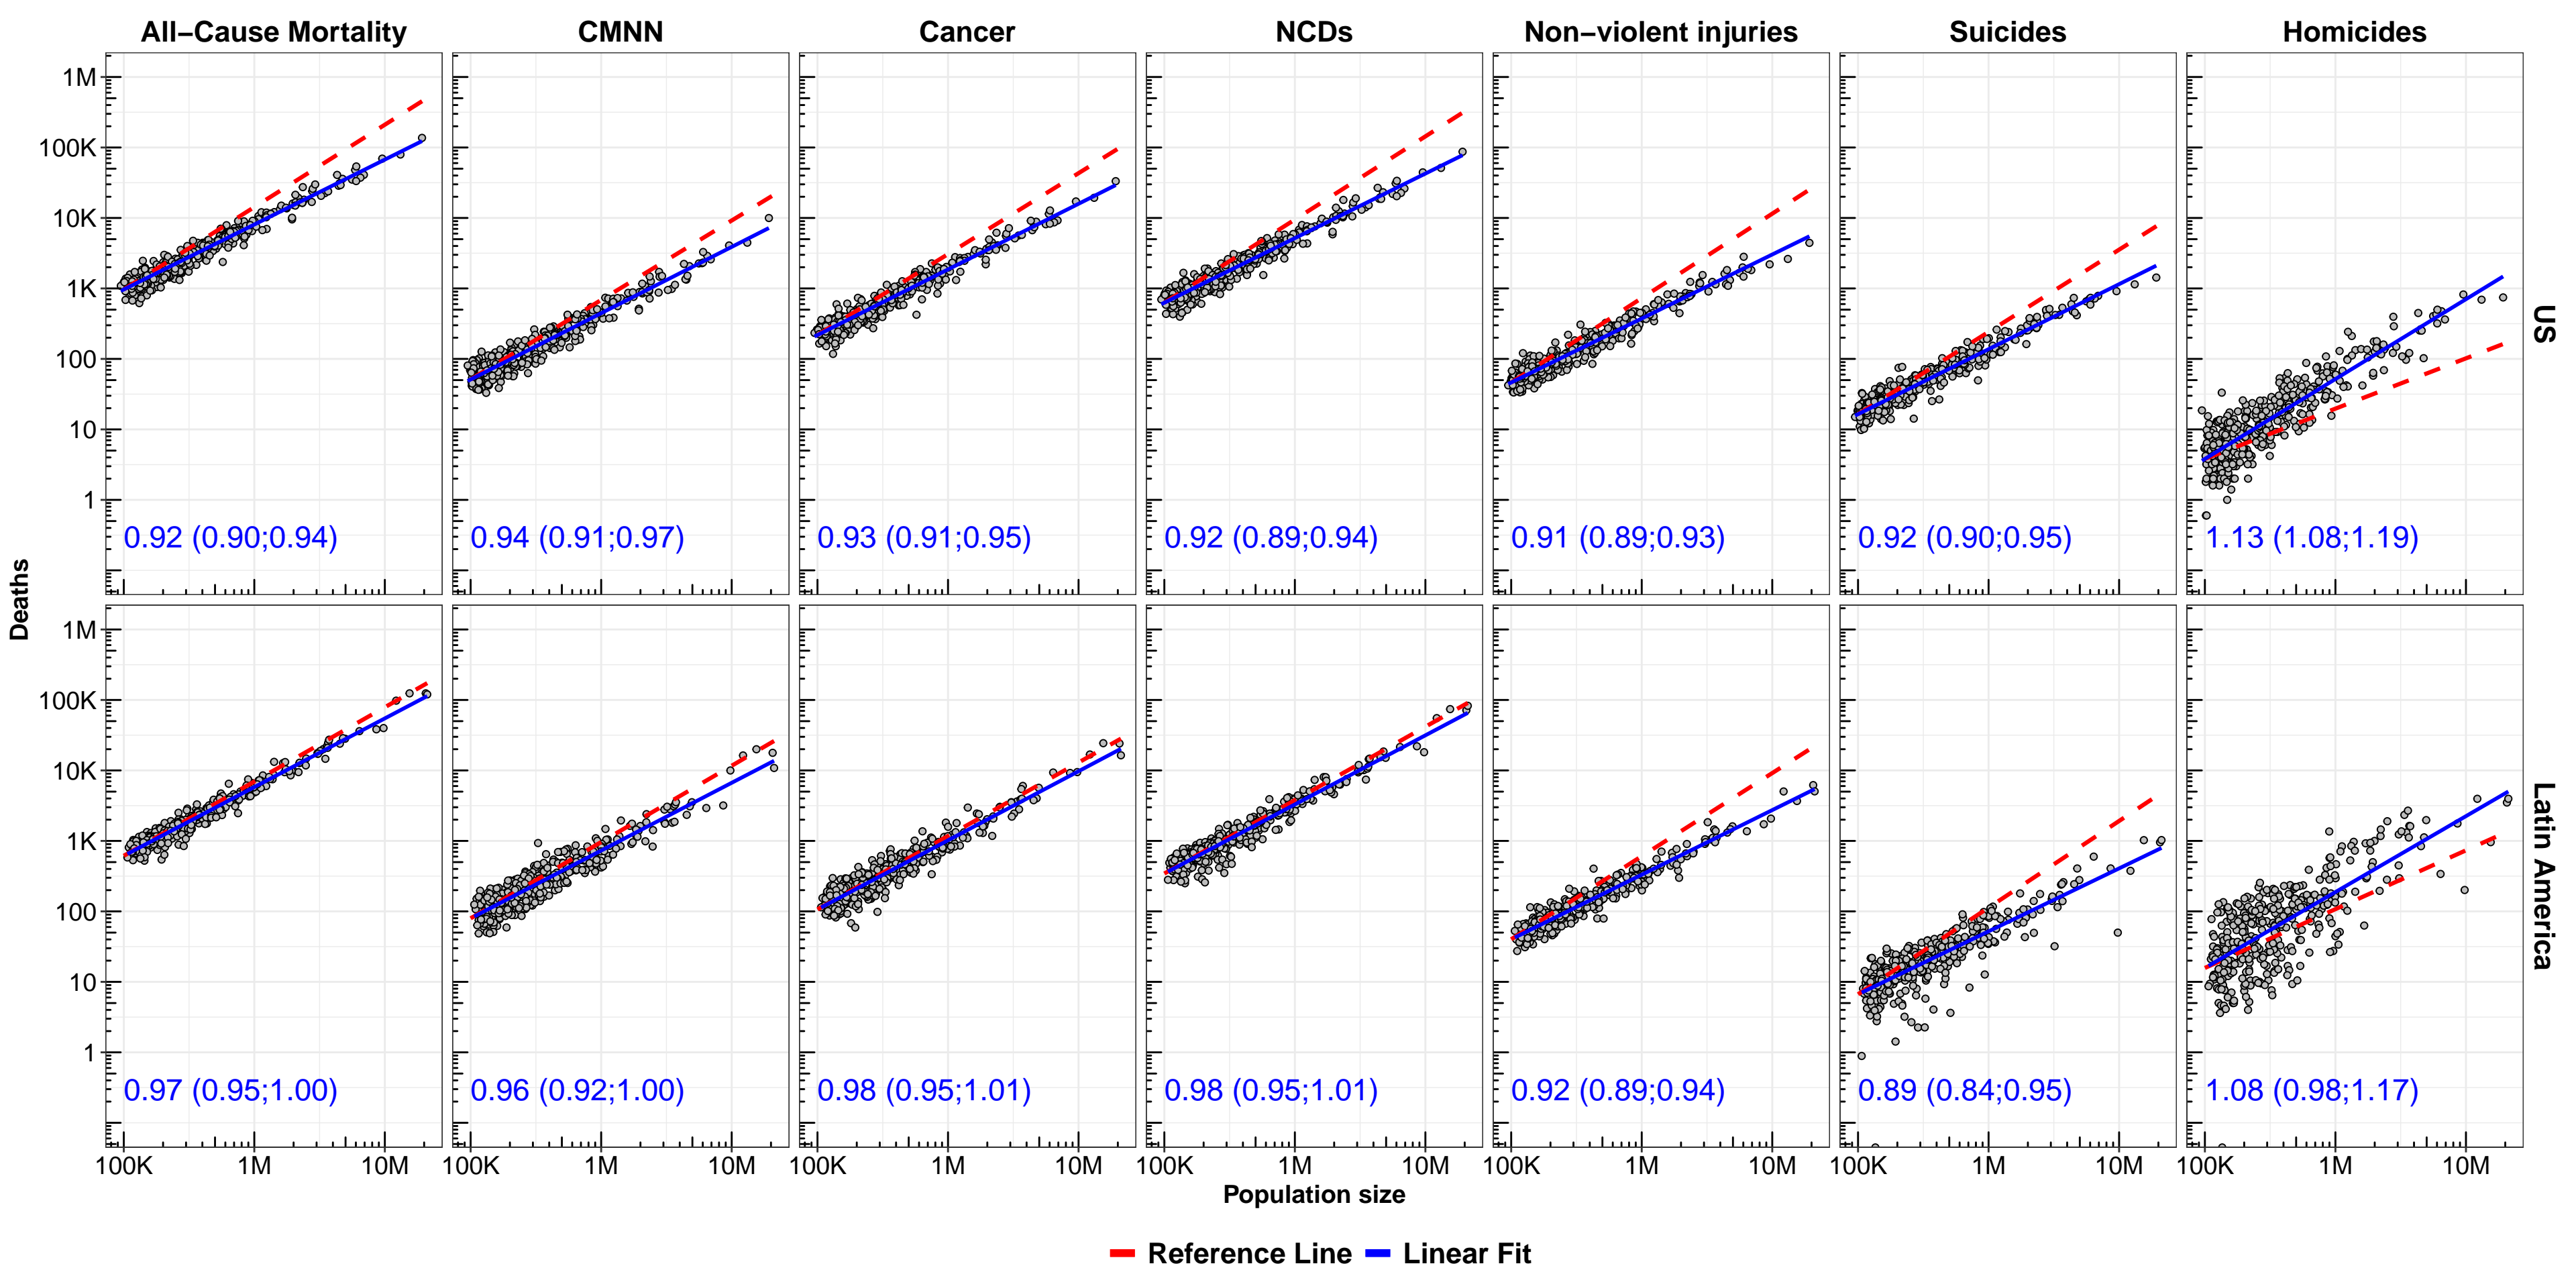 All−Cause Mortality CMNN Cancer NCDs Non−violent injuries Suicides Homicides
1M
100K
10K
1K
100
10
1
0.92 (0.90;0.94) 0.94 (0.91;0.97) 0.93 (0.91;0.95) 0.92 (0.89;0.94) 0.91 (0.89;0.93) 0.92 (0.90;0.95) 1.13 (1.08;1.19)
US
Deaths
1M
100K
10K
1K
100
10
1
0.97 (0.95;1.00) 0.96 (0.92;1.00) 0.98 (0.95;1.01) 0.98 (0.95;1.01) 0.92 (0.89;0.94) 0.89 (0.84;0.95) 1.08 (0.98;1.17)
Latin America
100K 1M 10M 100K 1M 10M 100K 1M 10M 100K 1M 10M 100K 1M 10M 100K 1M 10M 100K 1M 10M
Population size
Reference Line Linear Fit